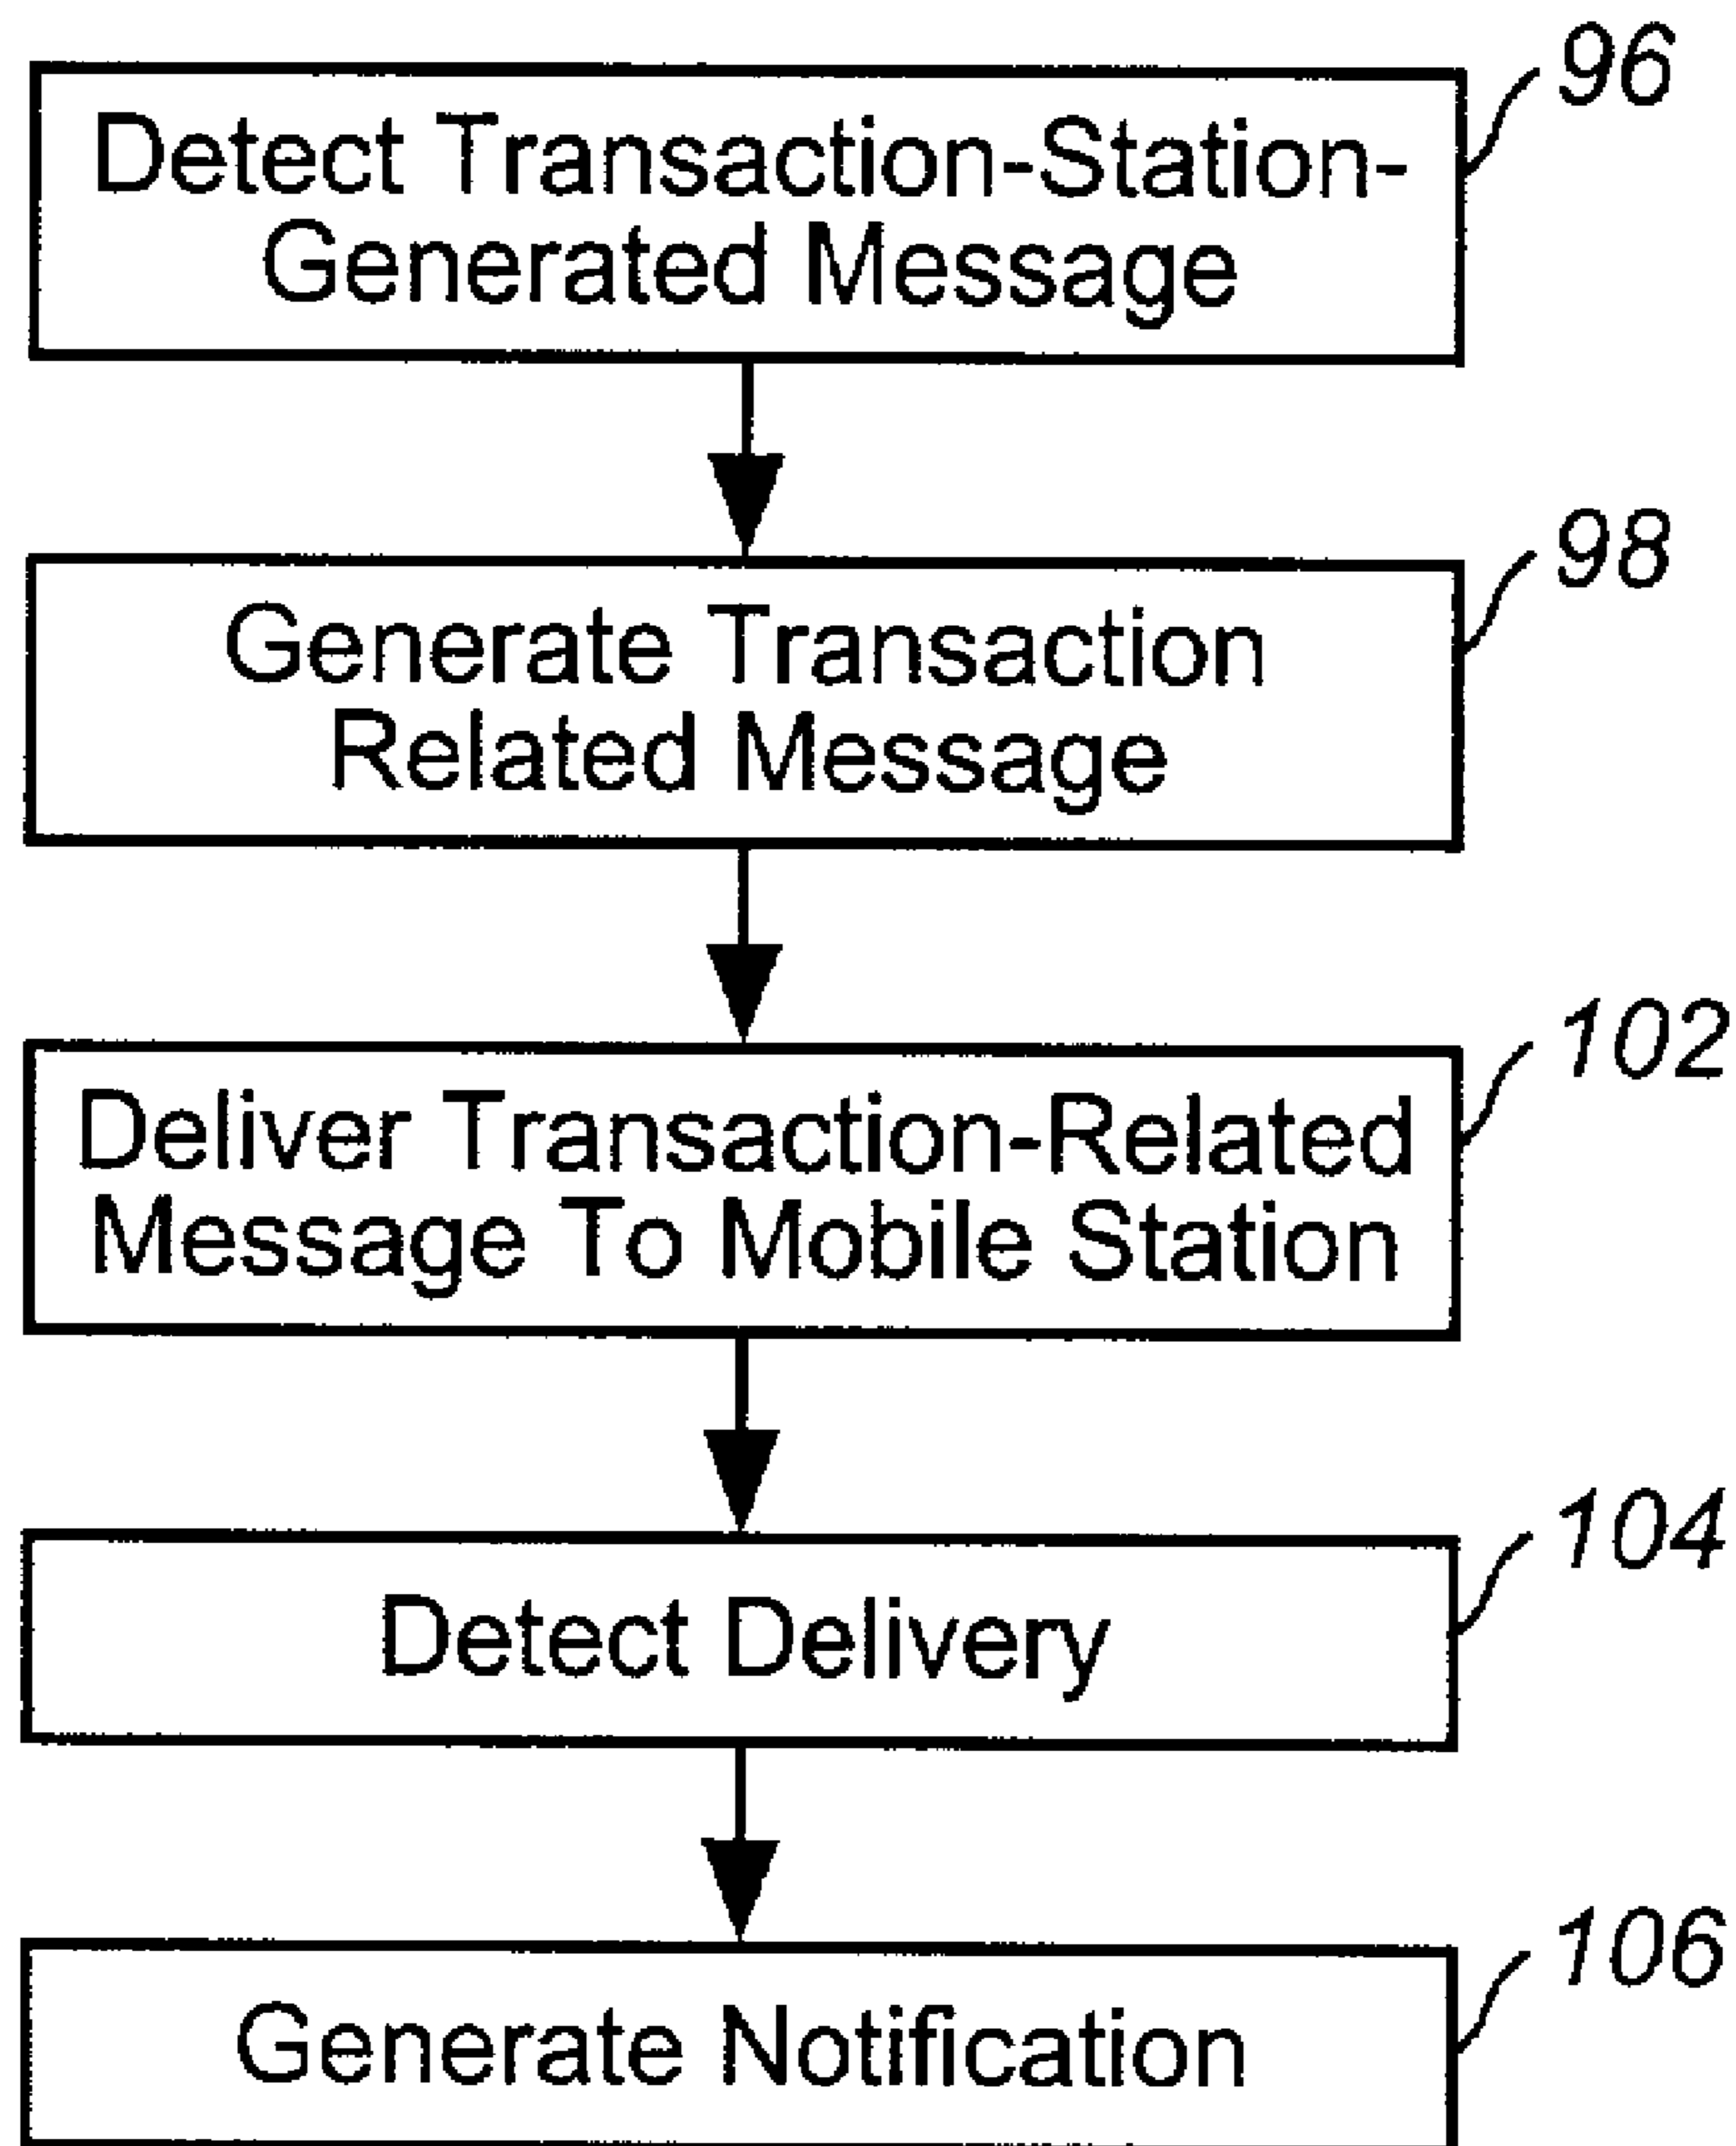 96
Detect Transaction-Station-
Generated Message
98
Generate Transaction
Related Message
102
Deliver Transaction-Related
Message To Mobile Station
104
Detect Delivery
106
Generate Notification